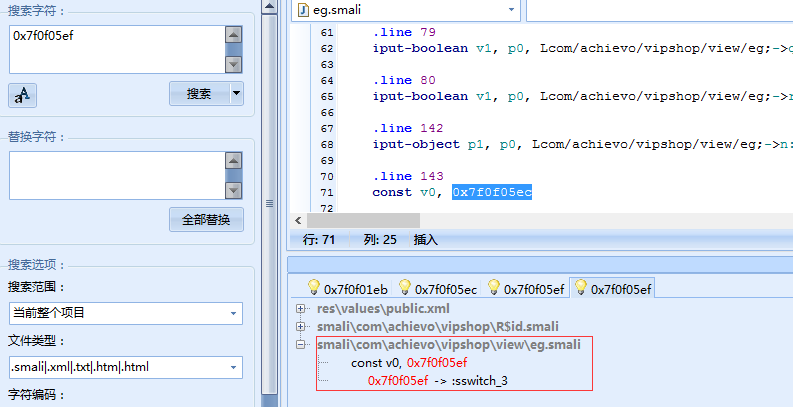 搜索字符：
0x7f0f05ef
aA
搜索
替换字符：
全部替换
搜索选项：
搜索范围：
当前整个项目
文件类型：
.smali|.xml|.txt|.htm|.html
字符编码：
eg.smali
61 .line 79
62 iput-boolean v1, p0, Lcom/achievo/vipshop/view/eg;->
63
64 .line 80
65 iput-boolean v1, p0, Lcom/achievo/vipshop/view/eg;->
66
67 .line 142
68 iput-object p1, p0, Lcom/achievo/vipshop/view/eg;->n:
69
70 .line 143
71 const v0, 0x7f0f05ec
72
行: 71 列: 25 插入
0x7f0f01eb 0x7f0f05ec 0x7f0f05ef 0x7f0f05ef
res\values\public.xml
smali\com\achievo\vipshop\R$id.smali
smali\com\achievo\vipshop\view\eg.smali
const v0, 0x7f0f05ef
0x7f0f05ef -> :sswitch_3